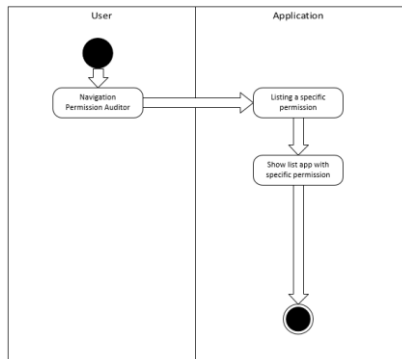 User
Application
Navigation
Permission Auditor
Listing a specific
permission
Show list app with
specific permission